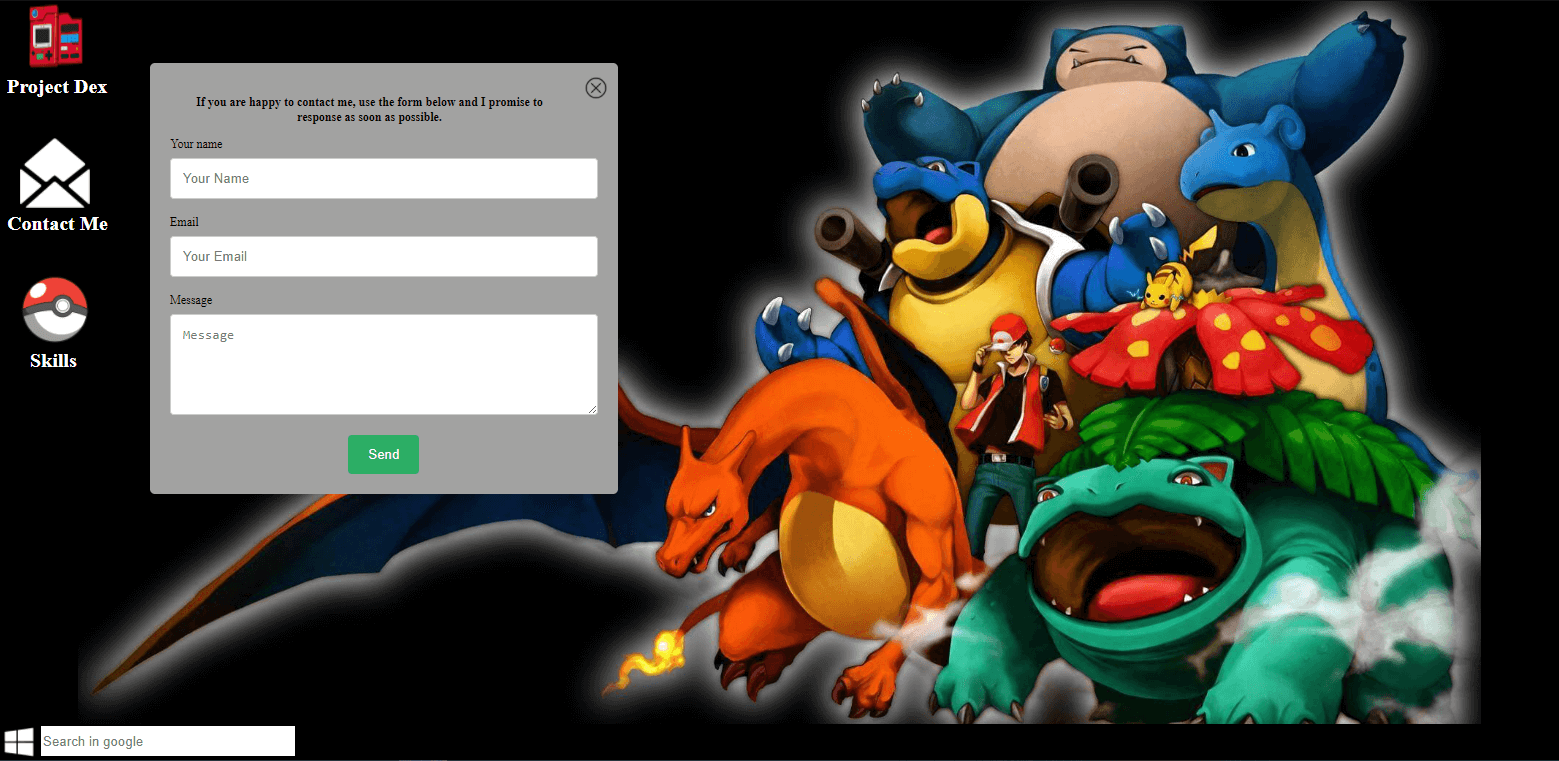 Project Dex
Contact Me
Skills
If you are happy to contact me, use the form below and I promise to
response as soon as possible.
Your name
Your Name
Email
Your Email
Message
Message
Send
Search in google